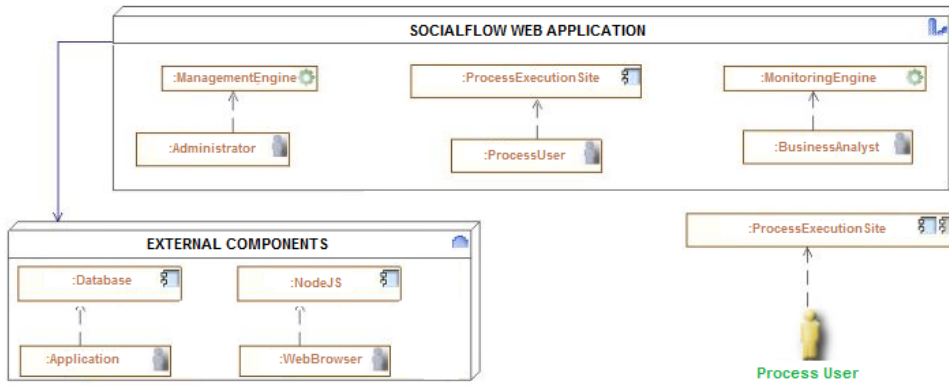 SOCIALFLOW WEB APPLICATION
:ManagementEngine
:ProcessExecutionSite
:MonitoringEngine
:Administrator
:ProcessUser
:BusinessAnalyst
EXTERNAL COMPONENTS
:Database
:NodeJS
:Application
:WebBrowser
:ProcessExecutionSite
Process User